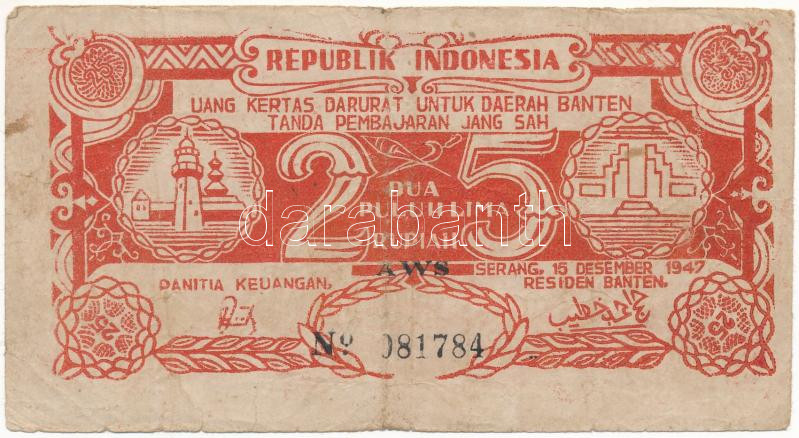 REPUBLIK INDONESIA
UANG KERTAS DARURAT UNTUK DAERAH BANTEN
TANDA PEMBAJARAN JANG SAH
25
DUA
PULUH LIMA
RUPIAH
darabanth
AWS
SERANG, 15 DESEMBER 1947
PANITIA KEUANGAN,
RESIDEN BANTEN,
Nº 081784